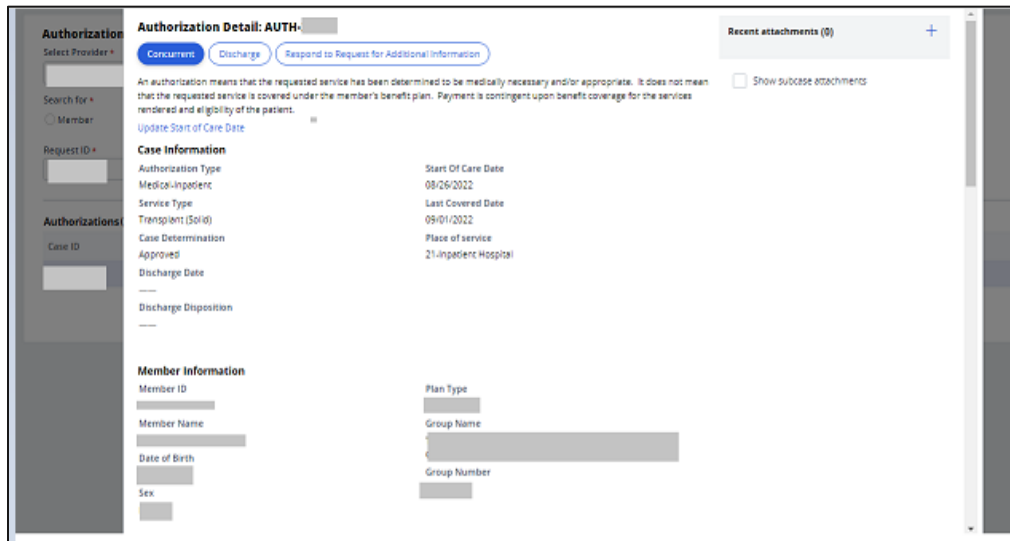 Authorization
Select Provider *
Search for *
Member
Request ID *
Authorizations(
Case ID
Authorization Detail: AUTH-
Concurrent
Discharge
Respond to Request for Additional Information
An authorization means that the requested service has been determined to be medically necessary and/or appropriate. It does not mean
that the requested service is covered under the member's benefit plan. Payment is contingent upon benefit coverage for the services
rendered and eligibility of the patient.
Update Start of Care Date
Case Information
Authorization Type
Medical-Inpatient
Start Of Care Date
08/26/2022
Service Type
Transplant (Solid)
Last Covered Date
09/01/2022
Case Determination
Approved
Place of service
21-Inpatient Hospital
Discharge Date
——
Discharge Disposition
——
Member Information
Member ID
Plan Type
Member Name
Group Name
Date of Birth
Group Number
Sex
Recent attachments (0)
+
Show subcase attachments